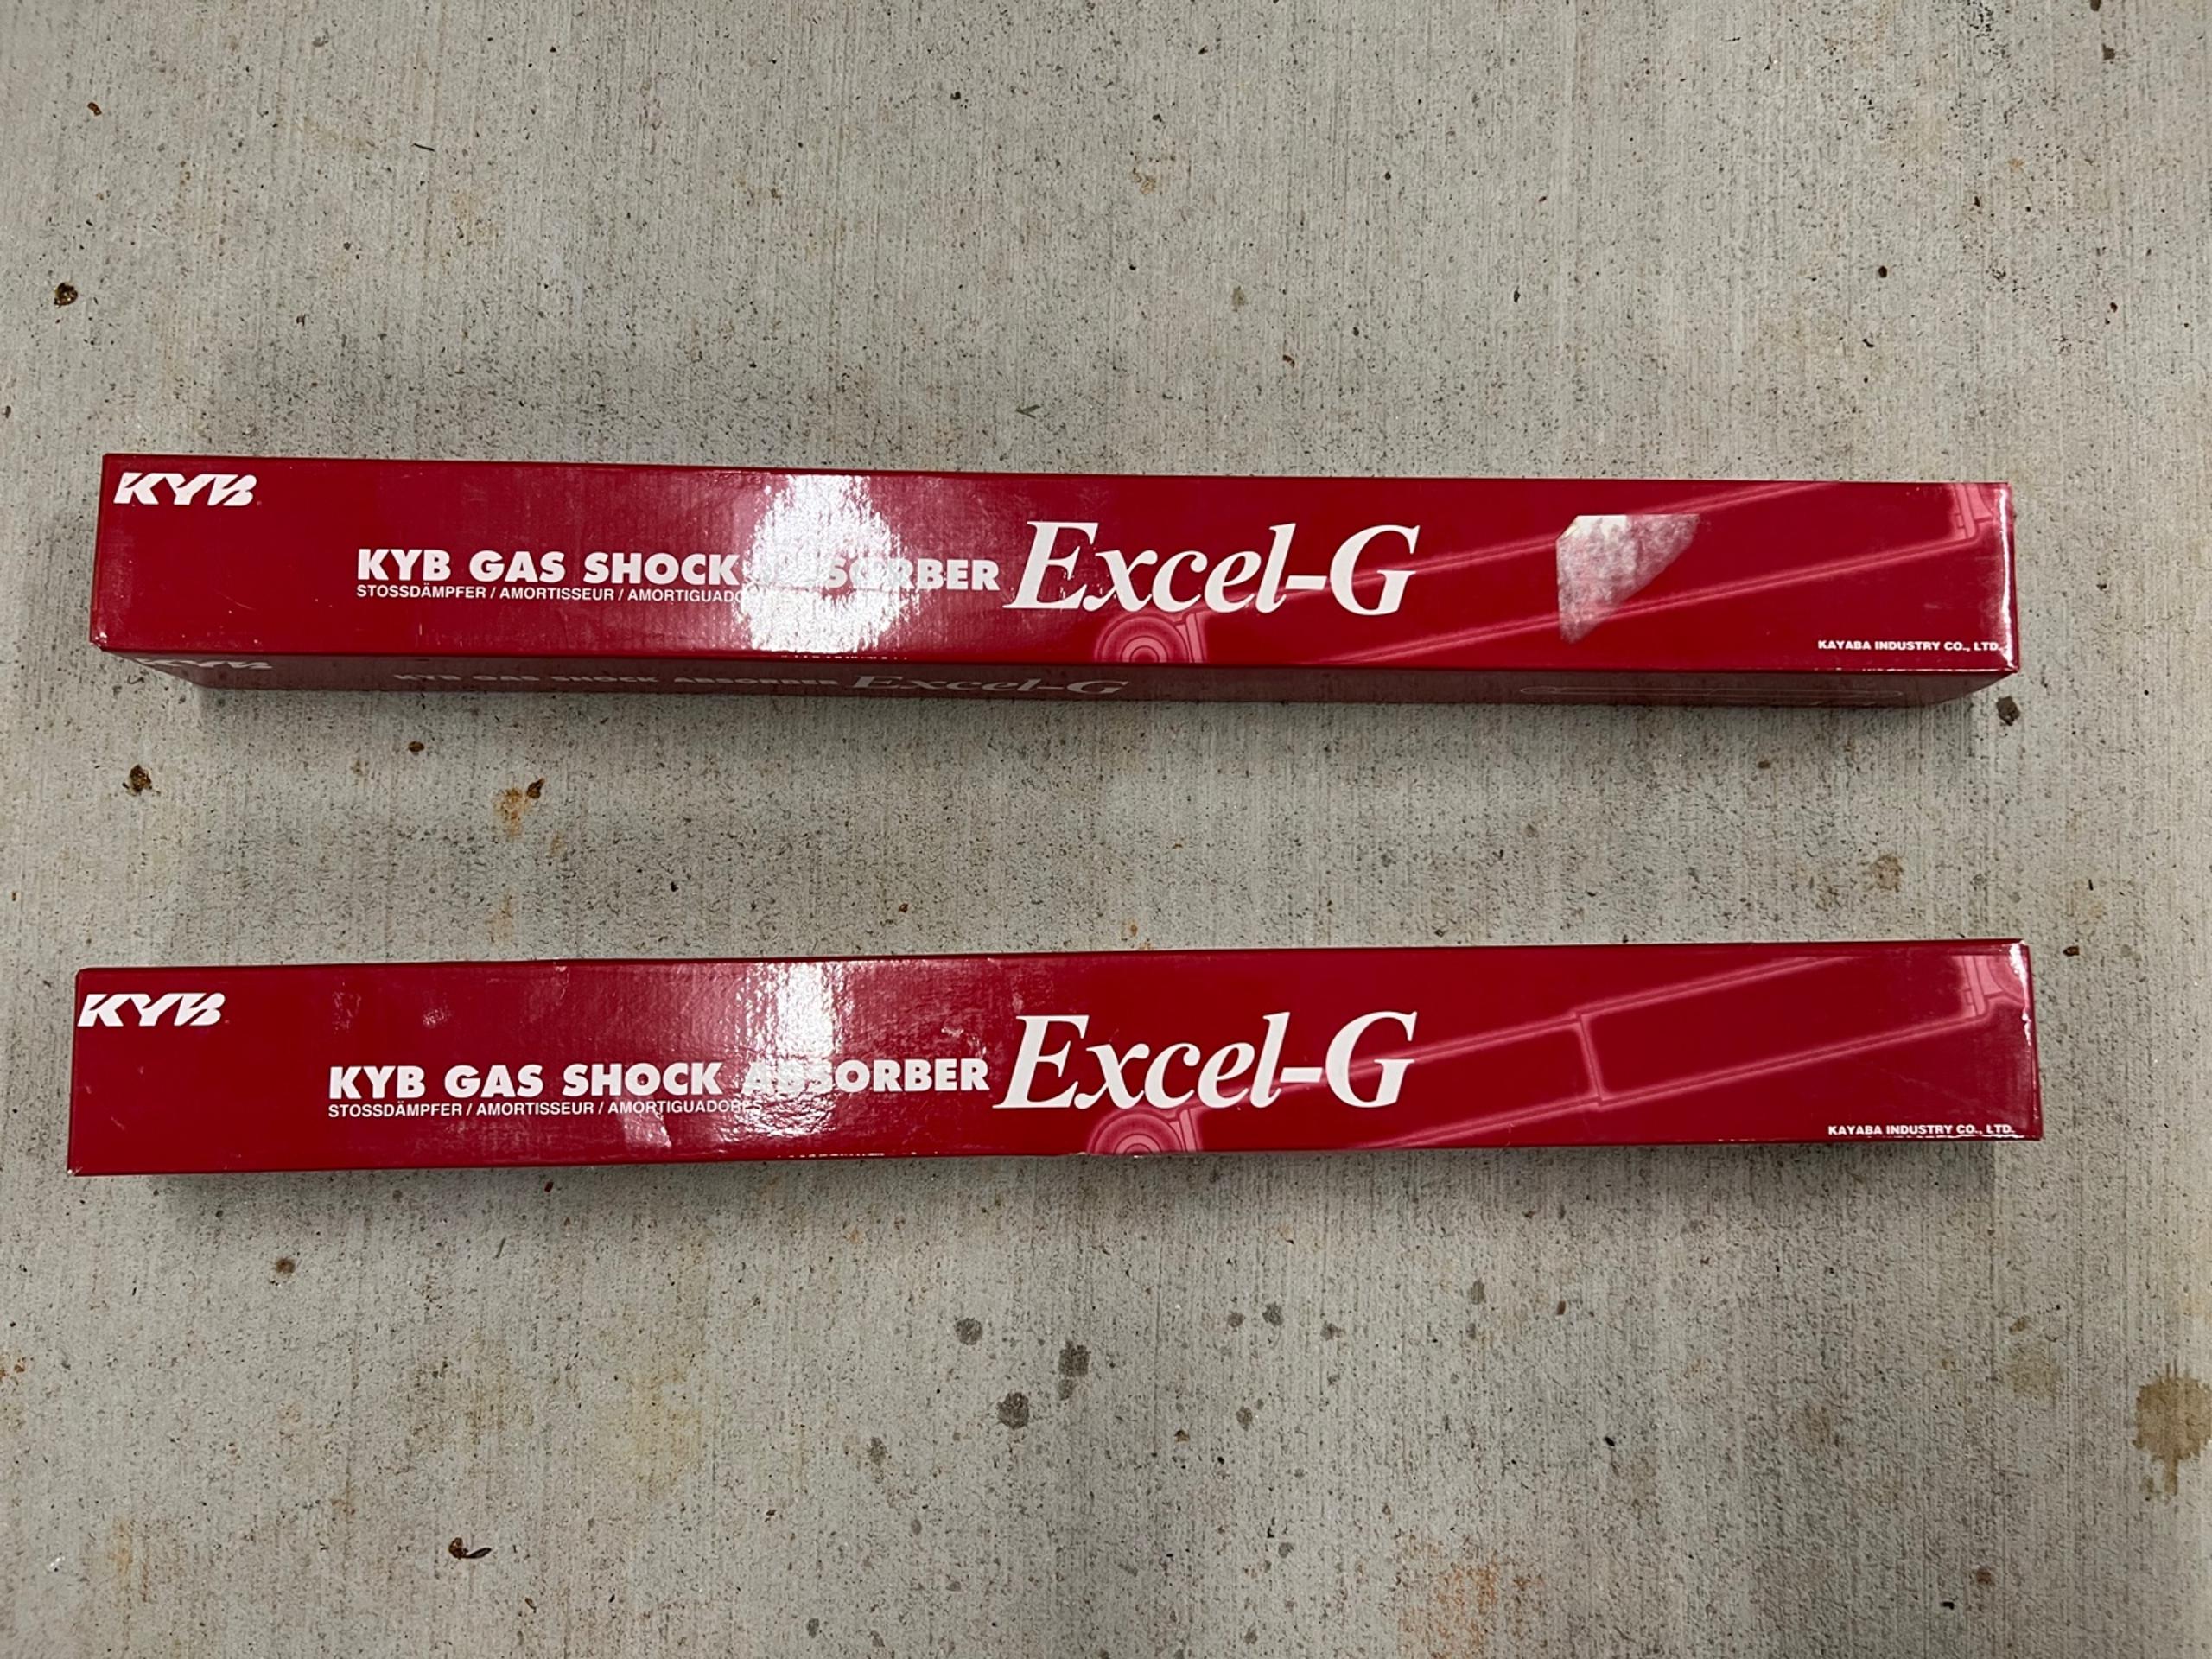 KYB
KYB GAS SHOCK ABSORBER Excel-G
STOSSDÄMPFER / AMORTISSEUR /
KAYABA INDUSTRY CO., LTD.
KYB
KYB GAS SHOCK ABSORBER Excel-G
KYB
KYB GAS SHOCK ABSORBER Excel-G
STOSSDÄMPFER / AMORTISSEUR / AMORTIGUADORES
KAYABA INDUSTRY CO., LTD.